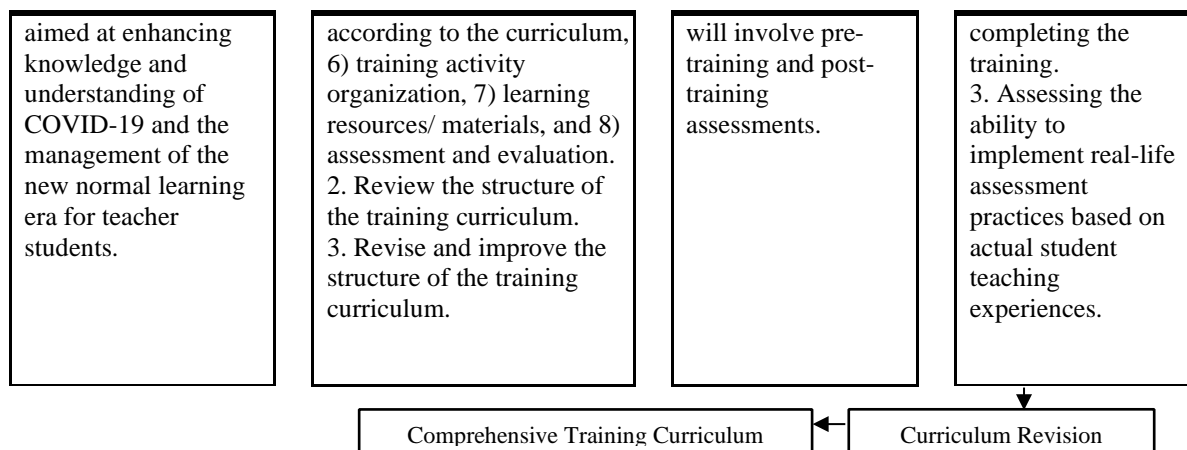 aimed at enhancing
knowledge and
understanding of
COVID-19 and the
management of the
new normal learning
era for teacher
students.
according to the curriculum,
6) training activity
organization, 7) learning
resources/ materials, and 8)
assessment and evaluation.
2. Review the structure of
the training curriculum.
3. Revise and improve the
structure of the training
curriculum.
will involve pre-
training and post-
training
assessments.
completing the
training.
3. Assessing the
ability to
implement real-life
assessment
practices based on
actual student
teaching
experiences.
Comprehensive Training Curriculum
Curriculum Revision